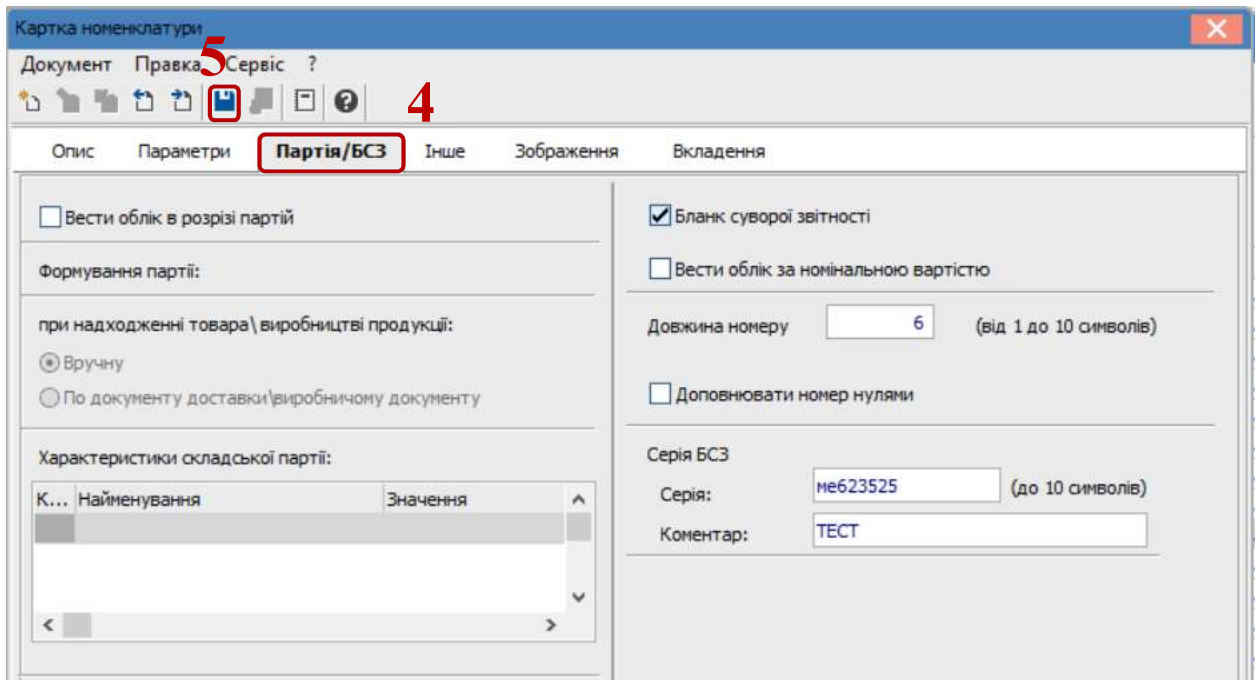 Картка номенклатури
Документ Правка Сервіс ?
5
4
Опис Параметри Партія/БСЗ Інше Зображення Вкладення
Вести облік в розрізі партій
Формування партії:
при надходженні товара\виробництві продукції:
Вручну
По документу доставки\виробничому документу
Характеристики складської партії:
К... Найменування Значення
Бланк суворої звітності
Вести облік за номінальною вартістю
Довжина номеру 6 (від 1 до 10 символів)
Доповнювати номер нулями
Серія БСЗ
Серія: ме623525 (до 10 символів)
Коментар: ТЕСТ